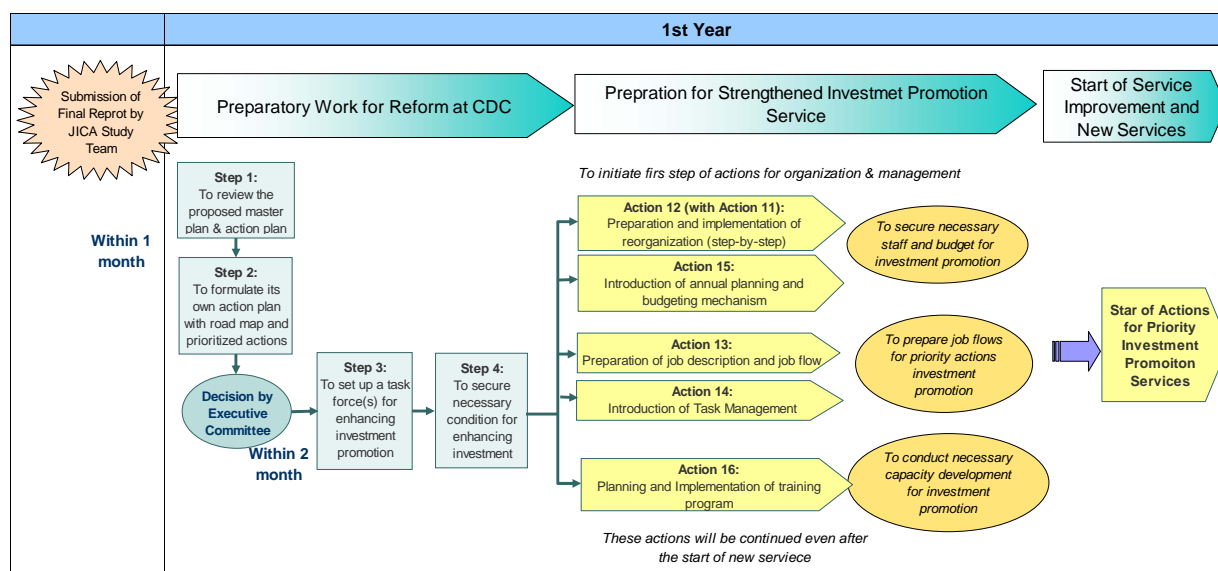 1st Year
Submission of
Final Reprot by
JICA Study
Team
Preparatory Work for Reform at CDC
Prepration for Strengthened Investmet Promotion
Service
Start of Service
Improvement and
New Services
To initiate firs step of actions for organization & management
Within 1
month
Step 1:
To review the
proposed master
plan & action plan
Step 2:
To formulate its
own action plan
with road map and
prioritized actions
Decision by
Executive
Committee
Within 2
month
Step 3:
To set up a task
force(s) for
enhancing
investment
promotion
Step 4:
To secure
necessary
condition for
enhancing
investment
Action 12 (with Action 11):
Preparation and implementation of
reorganization (step-by-step)
Action 15:
Introduction of annual planning and
budgeting mechanism
To secure necessary
staff and budget for
investment promotion
Action 13:
Preparation of job description and job flow
Action 14:
Introduction of Task Management
To prepare job flows
for priority actions
investment
promotion
Action 16:
Planning and Implementation of training
program
To conduct necessary
capacity development
for investment
promotion
Star of Actions
for Priority
Investment
Promoiton
Services
These actions will be continued even after
the start of new serviece